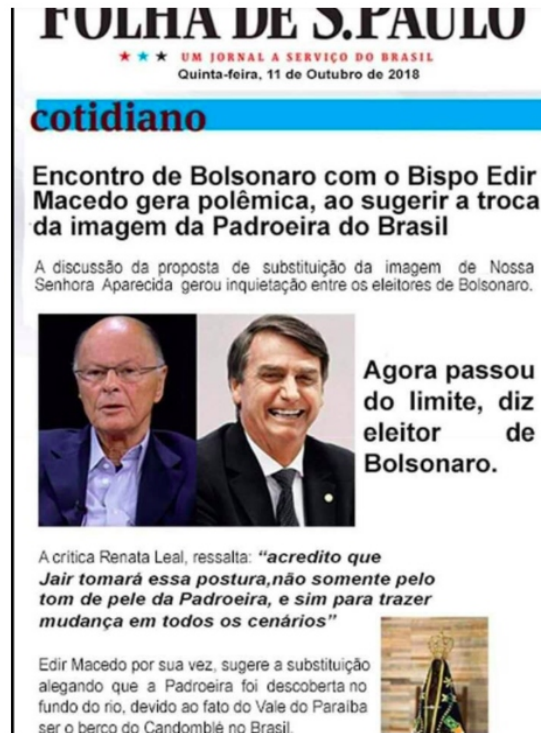 FOLHA DE S.PAULO
UM JORNAL A SERVIÇO DO BRASIL
Quinta-feira, 11 de Outubro de 2018
cotidiano
Encontro de Bolsonaro com o Bispo Edir
Macedo gera polêmica, ao sugerir a troca
da imagem da Padroeira do Brasil
A discussão da proposta de substituição da imagem de Nossa
Senhora Aparecida gerou inquietação entre os eleitores de Bolsonaro.
Agora passou
do limite, diz
eleitor de
Bolsonaro.
A critica Renata Leal, ressalta: “acredito que
Jair tomará essa postura,não somente pelo
tom de pele da Padroeira, e sim para trazer
mudança em todos os cenários”
Edir Macedo por sua vez, sugere a substituição
alegando que a Padroeira foi descoberta no
fundo do rio, devido ao fato do Vale do Paraíba
ser o berço do Candomblé no Brasil.